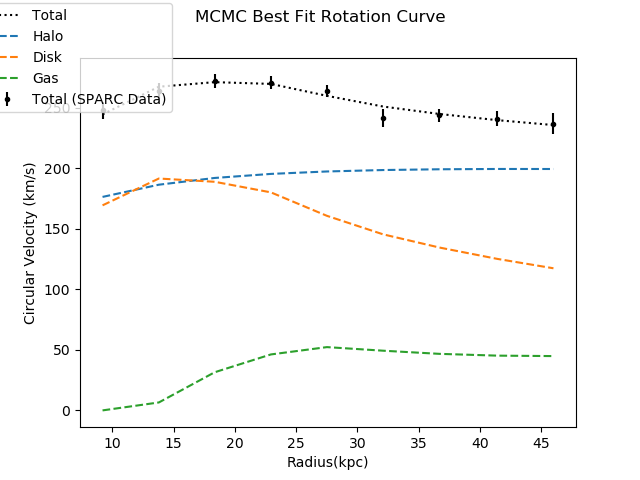 MCMC Best Fit Rotation Curve
Total
Halo
Disk
Gas
Total (SPARC Data)
250
200
150
100
50
0
Circular Velocity (km/s)
10 15 20 25 30 35 40 45
Radius(kpc)